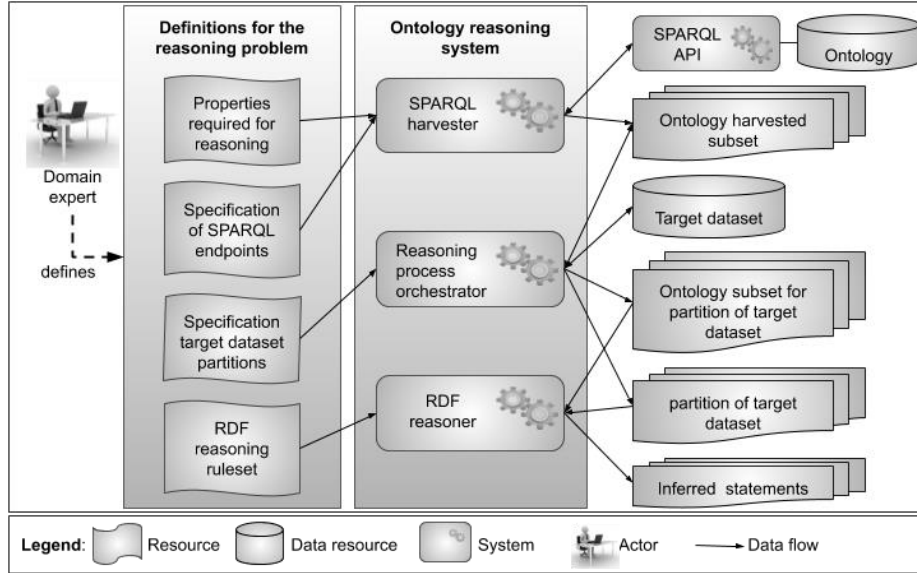 Definitions for the
reasoning problem
Domain
expert
defines
Properties
required for
reasoning
Specification
of SPARQL
endpoints
Specification
target dataset
partitions
RDF
reasoning
ruleset
Ontology reasoning
system
SPARQL
harvester
Reasoning
process
orchestrator
RDF
reasoner
SPARQL
API
Ontology
Ontology harvested
subset
Target dataset
Ontology subset for
partition of target
dataset
partition of target
dataset
Inferred statements
Legend:
Resource
Data resource
System
Actor
Data flow